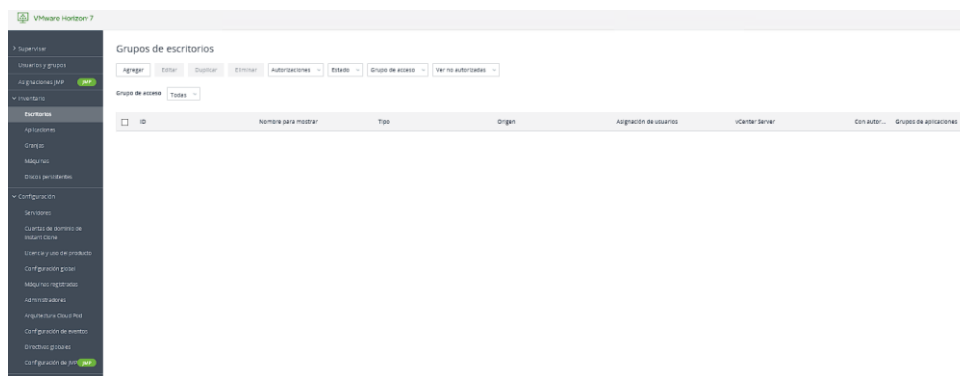 VMware Horizon 7
Supervisar
Usuarios y grupos
Asignaciones JMP JMP
Inventario
Escritorios
Aplicaciones
Granjas
Máquinas
Discos persistentes
Configuración
Servidores
Cuentas de dominio de
Instant Clone
Licencia y uso del producto
Configuración global
Máquinas registradas
Administradores
Arquitectura Cloud Pod
Configuración de eventos
Directivas globales
Configuración de JMP JMP
Grupos de escritorios
Agregar Editar Duplicar Eliminar Autorizaciones Estado Grupo de acceso Ver no autorizadas
Grupo de acceso Todas
ID Nombre para mostrar Tipo Origen Asignación de usuarios vCenter Server Con autor... Grupos de aplicaciones